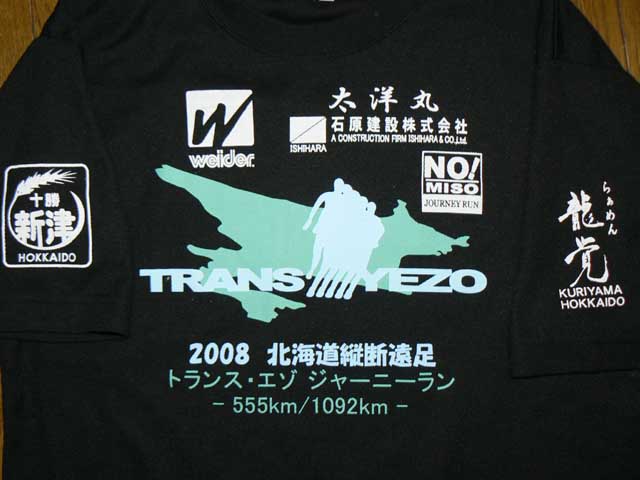 weider
太洋丸
ISHIHARA
石原建設株式会社
A CONSTRUCTION FIRM ISHIHARA & CO,Ltd.
NO!
MISO
JOURNEY RUN
十勝
新津
HOKKAIDO
らぁめん
龍覚
KURIYAMA
HOKKAIDO
TRANS YEZO
2008 北海道縦断遠足
トランス・エゾ ジャーニーラン
- 555km/1092km -